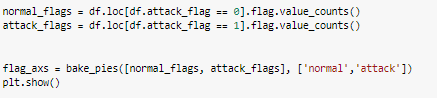 normal_flags = df.loc[df.attack_flag == 0].flag.value_counts()
attack_flags = df.loc[df.attack_flag == 1].flag.value_counts()
flag_axs = bake_pies([normal_flags, attack_flags], ['normal','attack'])
plt.show()